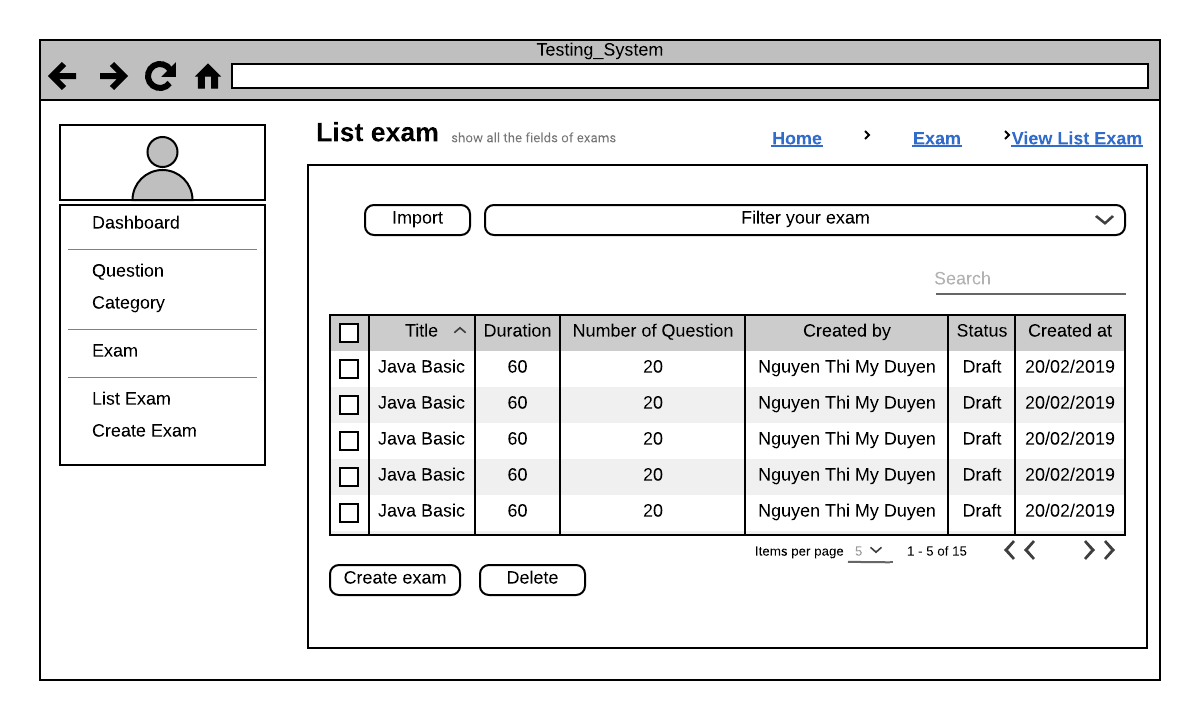 Testing_System
List exam show all the fields of exams Home Exam View List Exam
Dashboard
Question
Category
Exam
List Exam
Create Exam
Import Filter your exam
Search
Title Duration Number of Question Created by Status Created at
Java Basic 60 20 Nguyen Thi My Duyen Draft 20/02/2019
Java Basic 60 20 Nguyen Thi My Duyen Draft 20/02/2019
Java Basic 60 20 Nguyen Thi My Duyen Draft 20/02/2019
Java Basic 60 20 Nguyen Thi My Duyen Draft 20/02/2019
Java Basic 60 20 Nguyen Thi My Duyen Draft 20/02/2019
Items per page 5 1 - 5 of 15
Create exam Delete